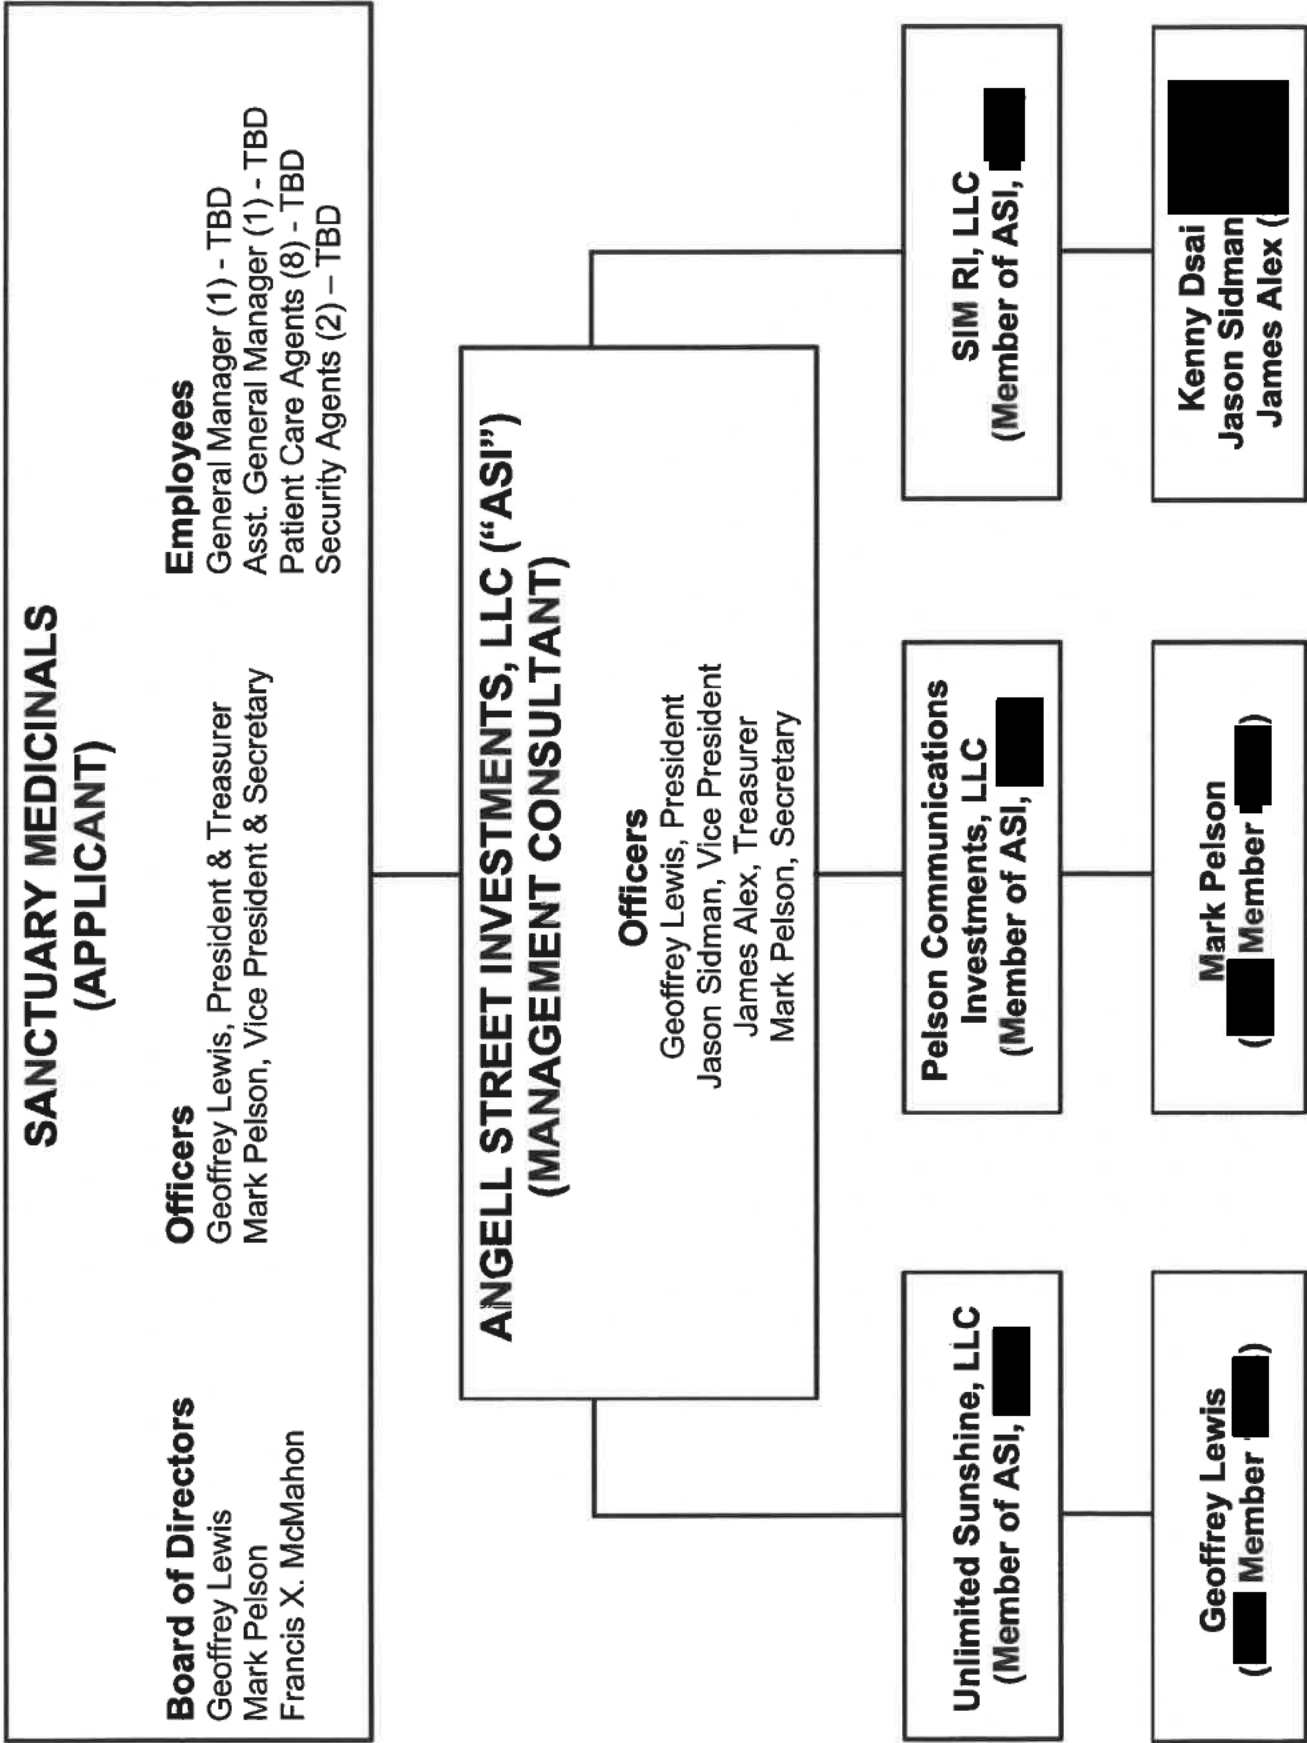 SANCTUARY MEDICINALS
(APPLICANT)
Board of Directors
Geoffrey Lewis
Mark Pelson
Francis X. McMahon
Officers
Geoffrey Lewis, President & Treasurer
Mark Pelson, Vice President & Secretary
Employees
General Manager (1) - TBD
Asst. General Manager (1) - TBD
Patient Care Agents (8) - TBD
Security Agents (2) – TBD
ANGELL STREET INVESTMENTS, LLC (“ASI”)
(MANAGEMENT CONSULTANT)
Officers
Geoffrey Lewis, President
Jason Sidman, Vice President
James Alex, Treasurer
Mark Pelson, Secretary
Unlimited Sunshine, LLC
(Member of ASI,
Pelson Communications
Investments, LLC
(Member of ASI,
SIM RI, LLC
(Member of ASI,
Geoffrey Lewis
( Member )
Mark Pelson
( Member )
Kenny Dsai
Jason Sidman
James Alex (